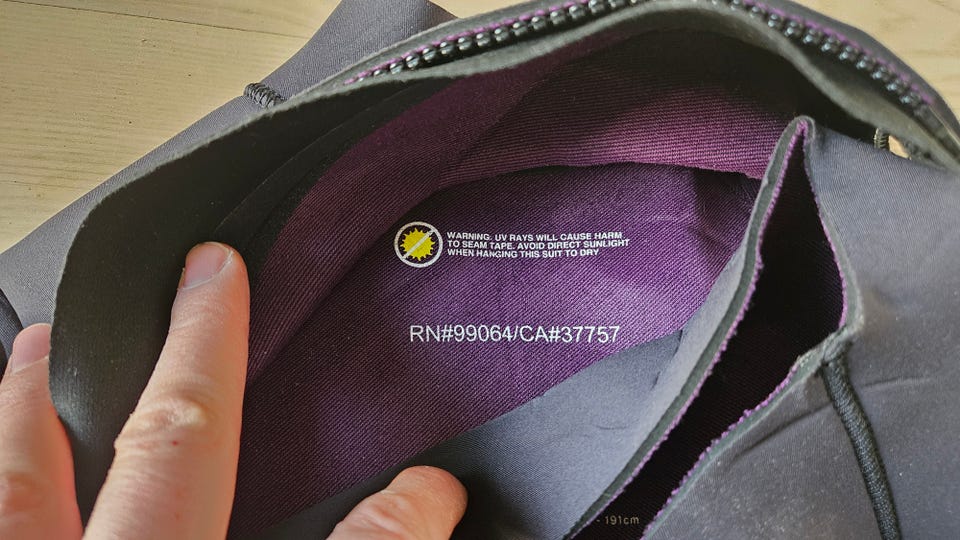 WARNING: UV RAYS WILL CAUSE HARM
TO SEAM TAPE. AVOID DIRECT SUNLIGHT
WHEN HANGING THIS SUIT TO DRY
RN#99064/CA#37757
- 191cm